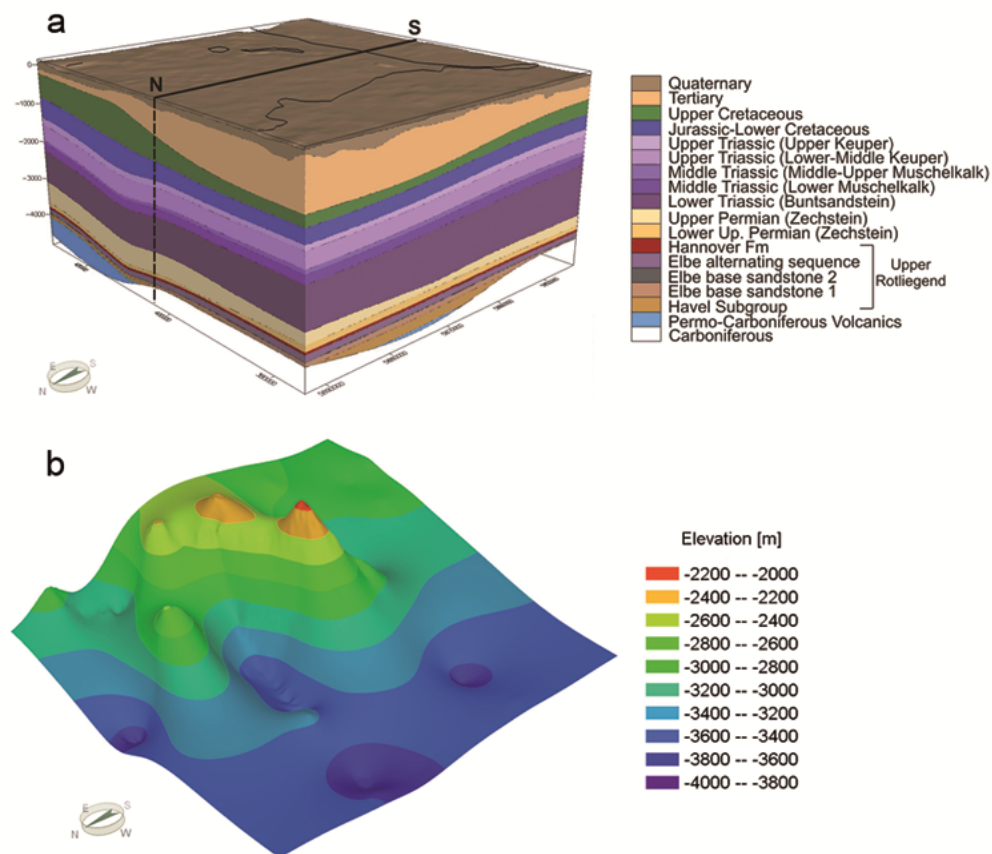 a
S
N
0
-1000
-2000
-3000
-4000
E S
N W
Quaternary
Tertiary
Upper Cretaceous
Jurassic-Lower Cretaceous
Upper Triassic (Upper Keuper)
Upper Triassic (Lower-Middle Keuper)
Middle Triassic (Middle-Upper Muschelkalk)
Middle Triassic (Lower Muschelkalk)
Lower Triassic (Buntsandstein)
Upper Permian (Zechstein)
Lower Up. Permian (Zechstein)
Hannover Fm
Elbe alternating sequence
Elbe base sandstone 2
Elbe base sandstone 1
Havel Subgroup
Permo-Carboniferous Volcanics
Carboniferous
Upper
Rotliegend
b
E S
N W
Elevation [m]
-2200 -- -2000
-2400 -- -2200
-2600 -- -2400
-2800 -- -2600
-3000 -- -2800
-3200 -- -3000
-3400 -- -3200
-3600 -- -3400
-3800 -- -3600
-4000 -- -3800